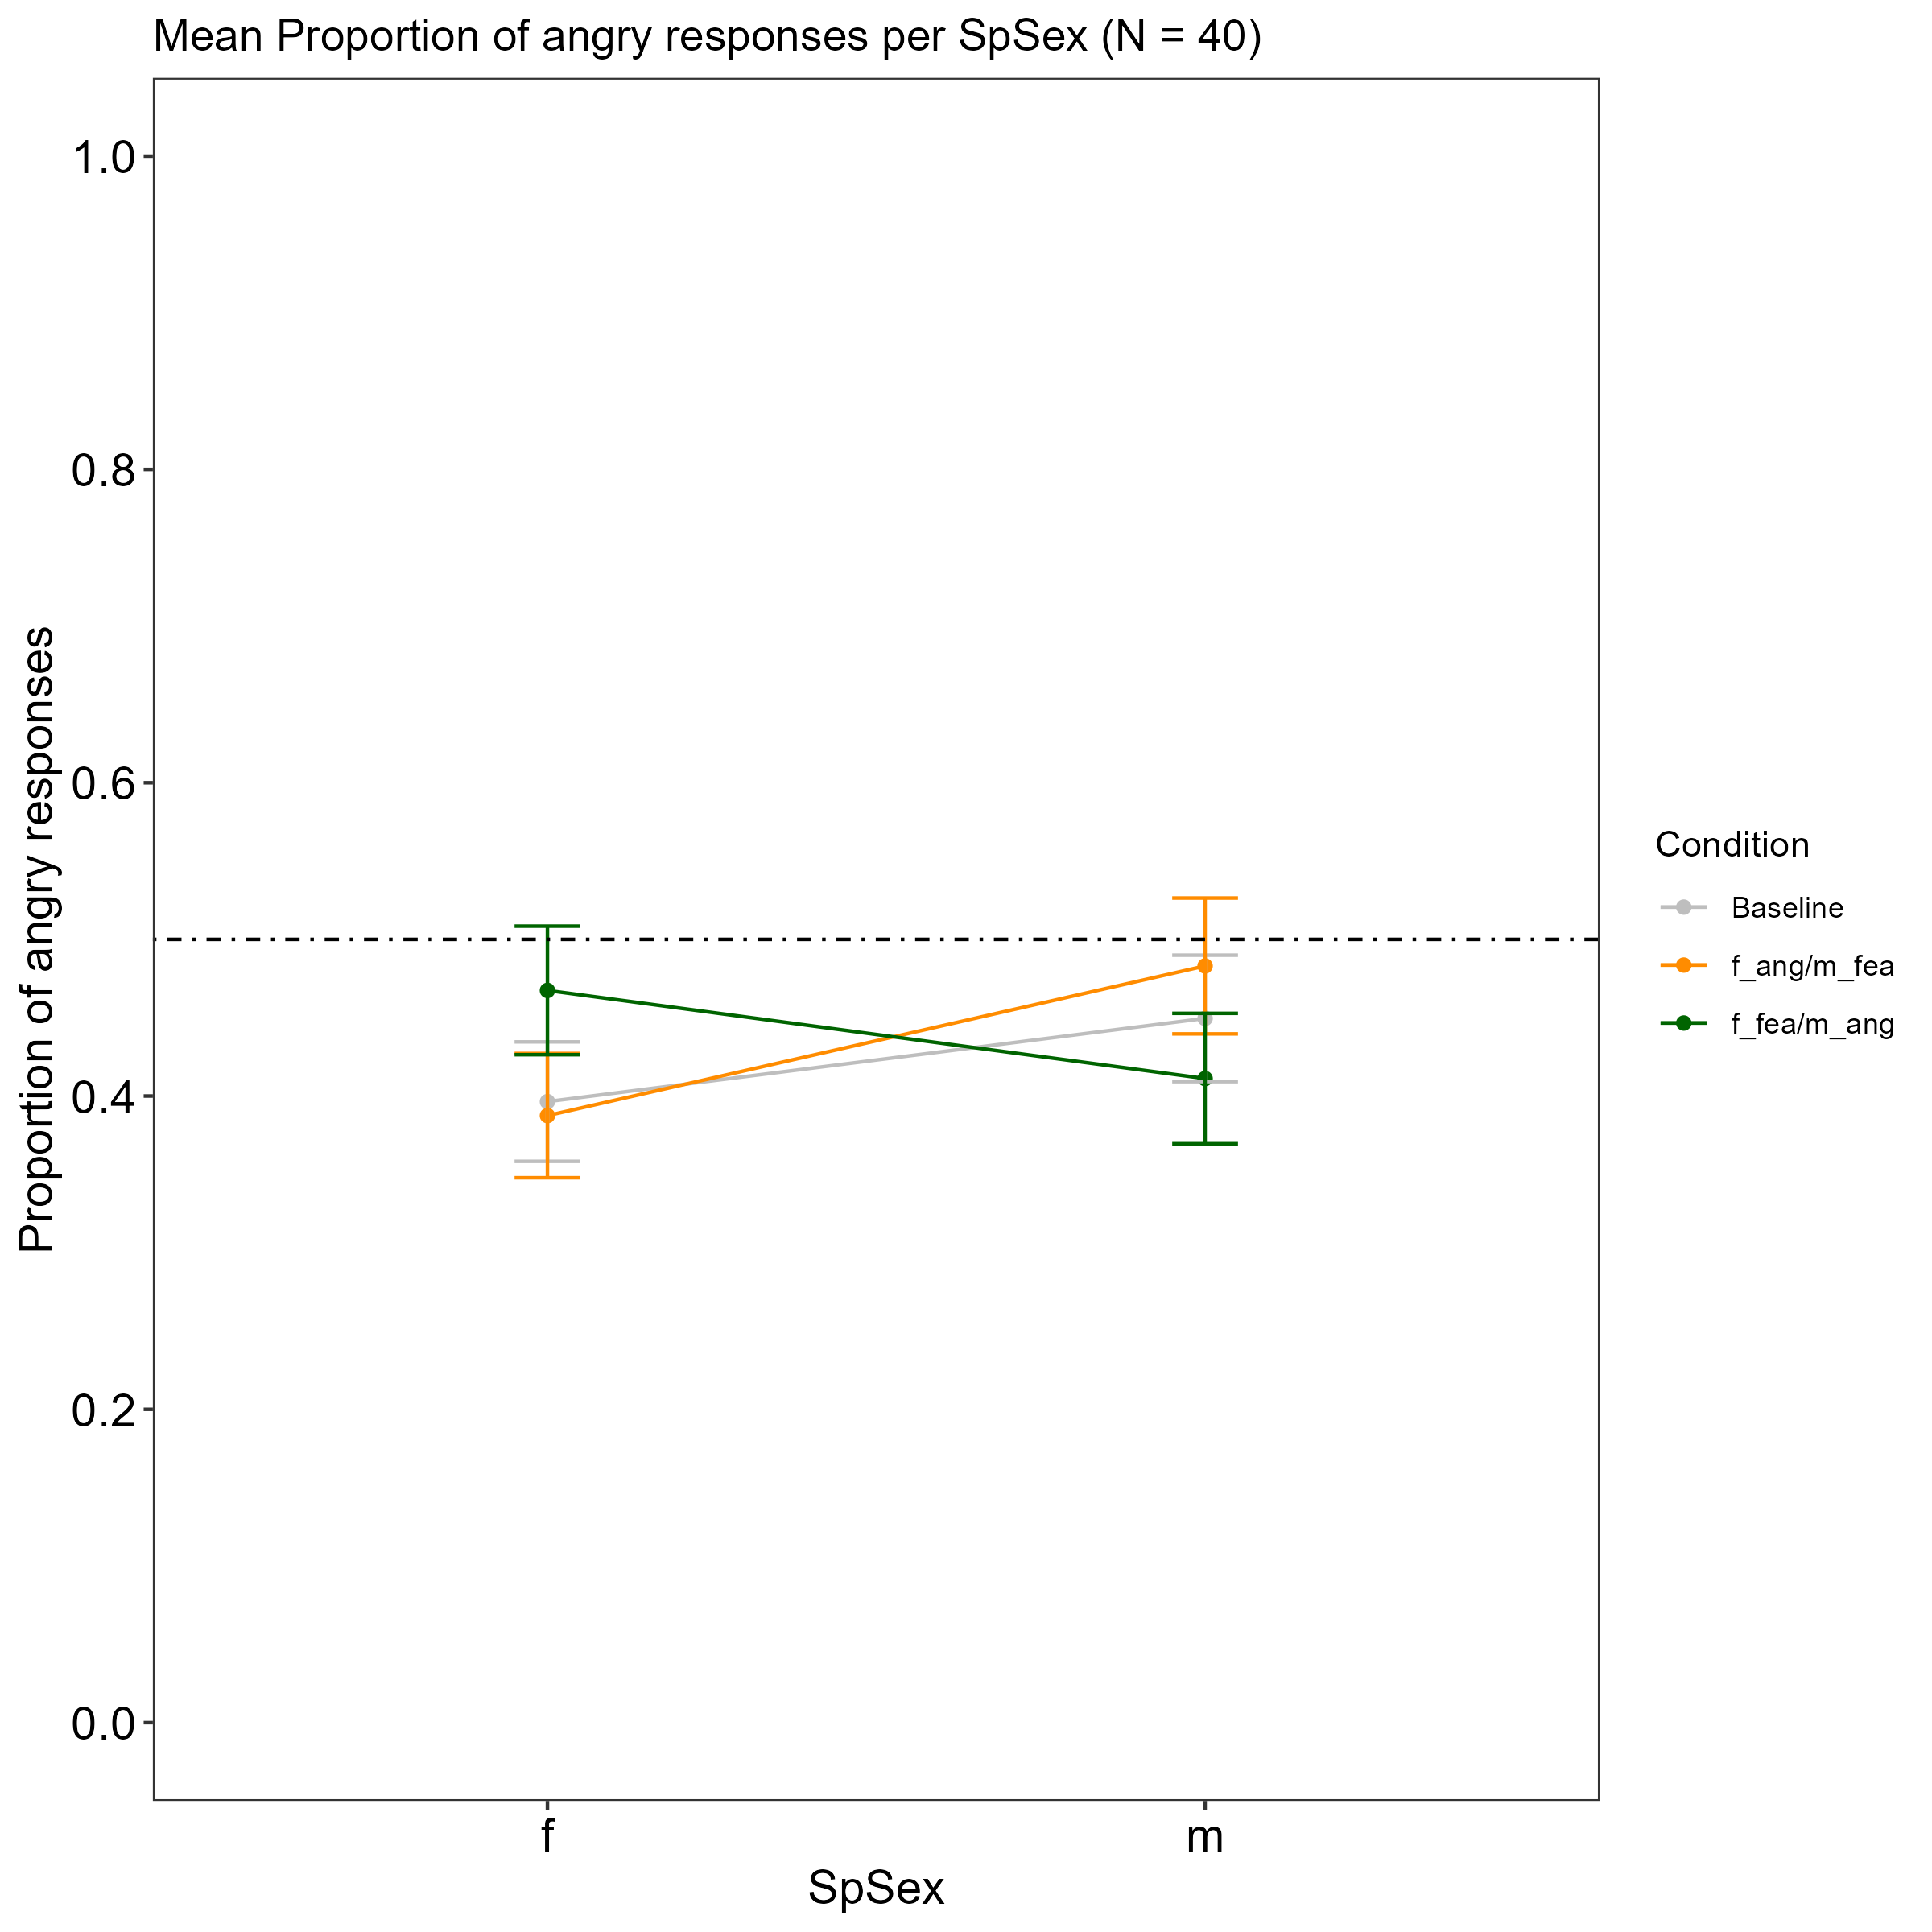 Mean Proportion of angry responses per SpSex (N = 40)
Proportion of angry responses
1.0
0.8
0.6
0.4
0.2
0.0
f
m
SpSex
Condition
Baseline
f_ang/m_fea
f_fea/m_ang